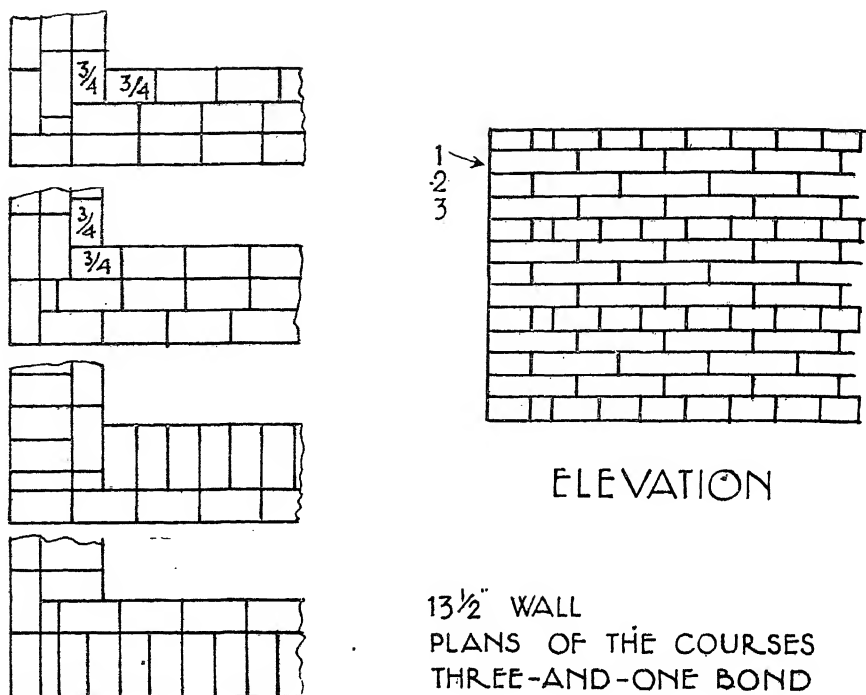 3/4
3/4
3/4
3/4
1
2
3
ELEVATION
13½" WALL
PLANS OF THE COURSES
THREE-AND-ONE BOND